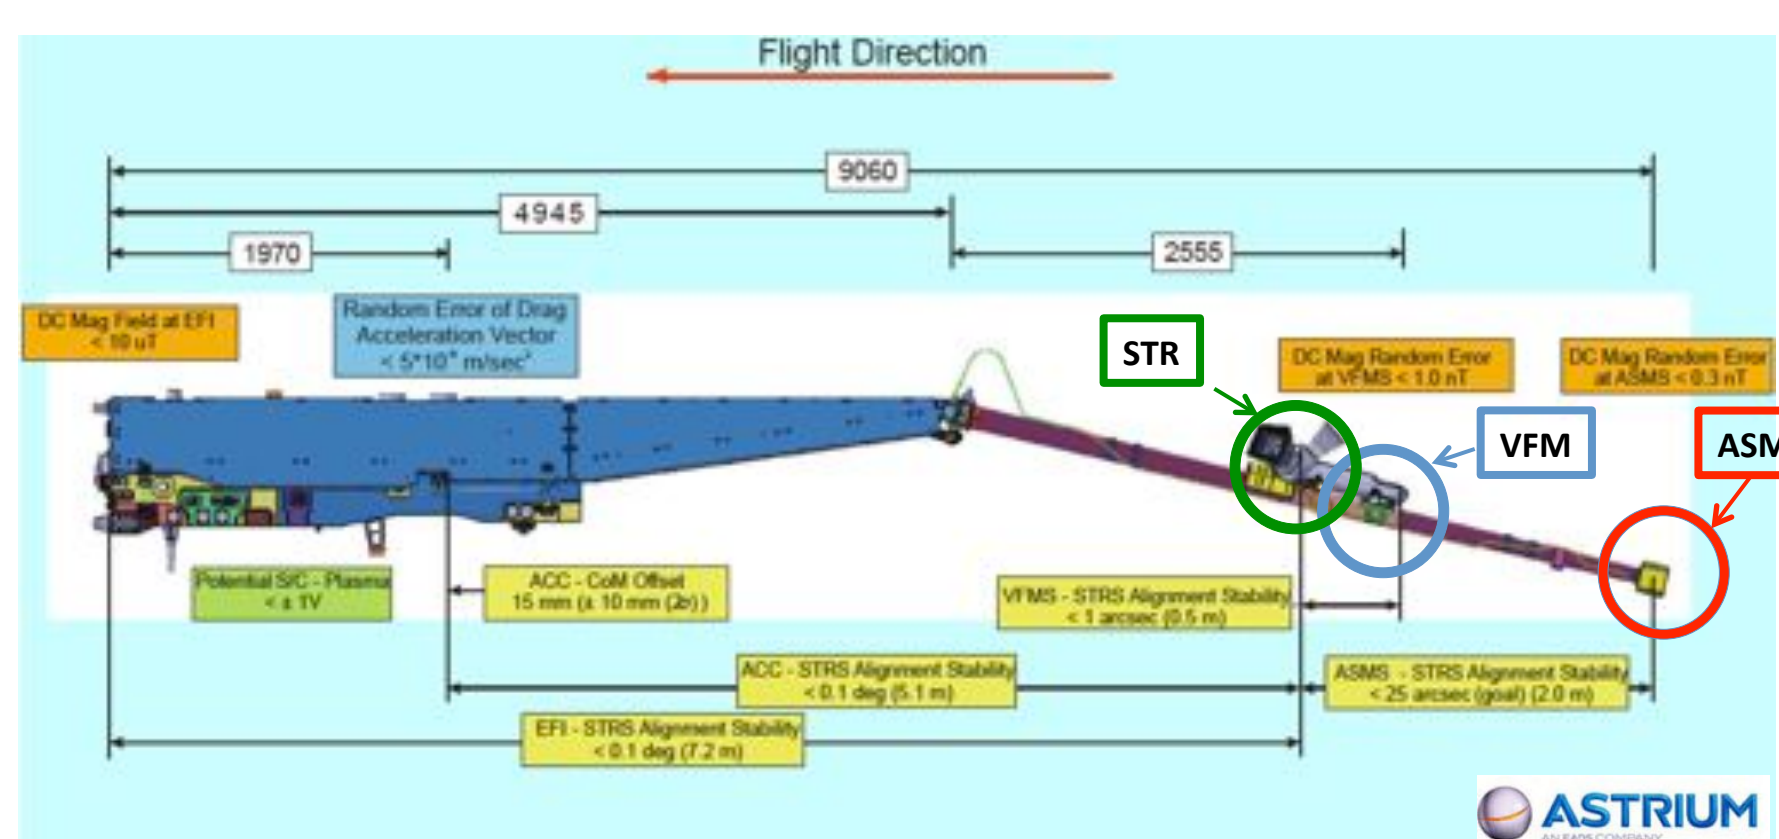 Flight Direction
9060
4945
1970
2555
DC Mag Field at EFI
< 10 uT
Random Error of Drag
Acceleration Vector
m/sec²
STR
DC Mag Random Error
at VFMS < 1.0 nT
DC Mag Random Error
at ASMS < 0.3 nT
VFM
ASM
Potential S/C - Plasma
< ± 1V
ACC - CoM Offset
15 mm (± 10 mm (2σ))
VFMS - STRS Alignment Stability
< 1 arcsec (0.5 m)
ACC - STRS Alignment Stability
< 0.1 deg (5.1 m)
ASMS - STRS Alignment Stability
< 25 arcsec (goal) (2.0 m)
EFI - STRS Alignment Stability
< 0.1 deg (7.2 m)
ASTRIUM
AN EADS COMPANY